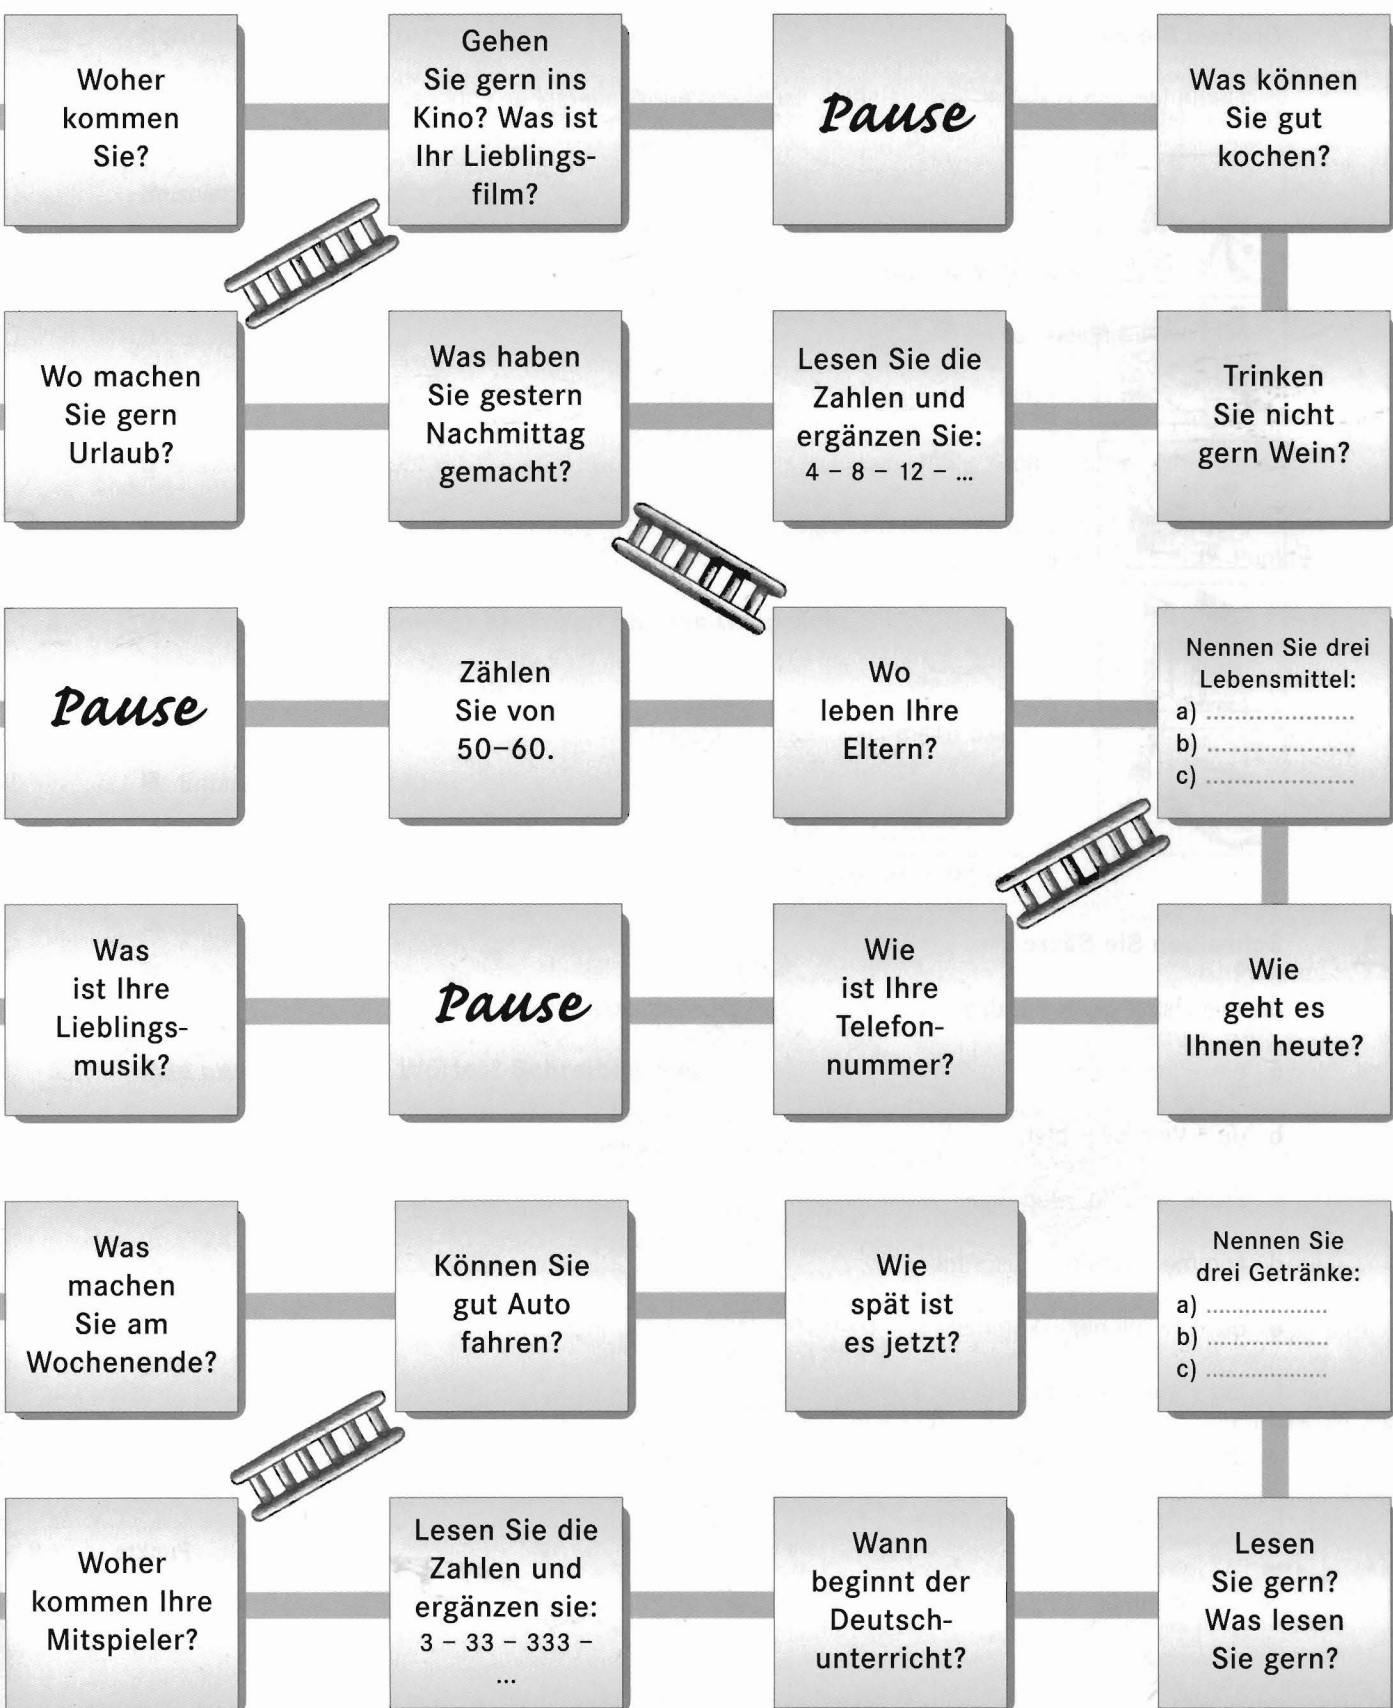 Woher
kommen
Sie?
Gehen
Sie gern ins
Kino? Was ist
Ihr Lieblings-
film?
Pause
Was können
Sie gut
kochen?
Wo machen
Sie gern
Urlaub?
Was haben
Sie gestern
Nachmittag
gemacht?
Lesen Sie die
Zahlen und
ergänzen Sie:
4 – 8 – 12 – ...
Trinken
Sie nicht
gern Wein?
Pause
Zählen
Sie von
50–60.
Wo
leben Ihre
Eltern?
Nennen Sie drei
Lebensmittel:
a) ......................
b) ......................
c) ......................
Was
ist Ihre
Lieblings-
musik?
Pause
Wie
ist Ihre
Telefon-
nummer?
Wie
geht es
Ihnen heute?
Was
machen
Sie am
Wochenende?
Können Sie
gut Auto
fahren?
Wie
spät ist
es jetzt?
Nennen Sie
drei Getränke:
a) ..................
b) ..................
c) ..................
Woher
kommen Ihre
Mitspieler?
Lesen Sie die
Zahlen und
ergänzen sie:
3 – 33 – 333 –
...
Wann
beginnt der
Deutsch-
unterricht?
Lesen
Sie gern?
Was lesen
Sie gern?